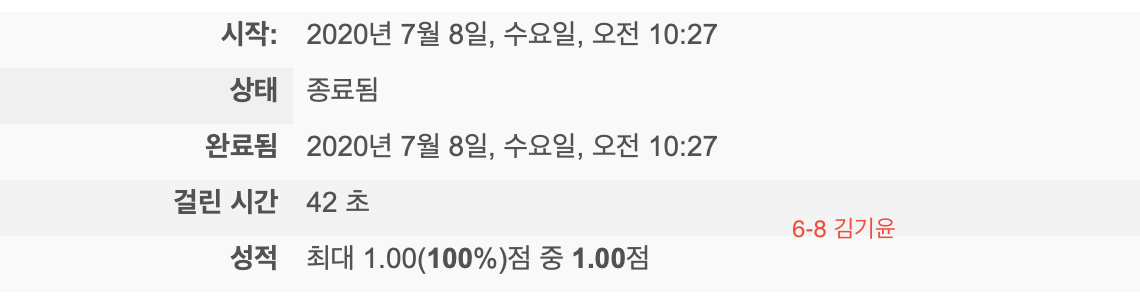 시작: 2020년 7월 8일, 수요일, 오전 10:27
상태 종료됨
완료됨 2020년 7월 8일, 수요일, 오전 10:27
걸린 시간 42 초
6-8 김기윤
성적 최대 1.00(100%)점 중 1.00점